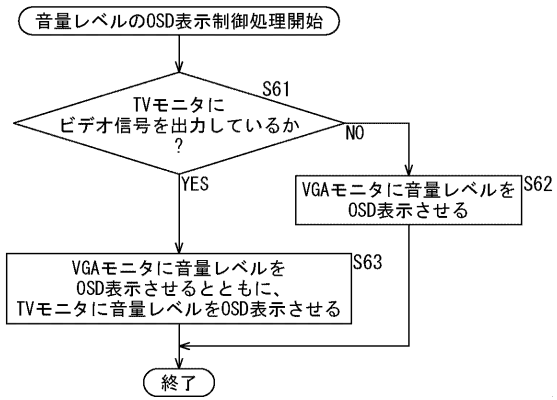 音量レベルのOSD表示制御処理開始
S61
TVモニタに
ビデオ信号を出力しているか
?
NO
YES
S62
VGAモニタに音量レベルを
OSD表示させる
S63
VGAモニタに音量レベルを
OSD表示させるとともに、
TVモニタに音量レベルをOSD表示させる
終了